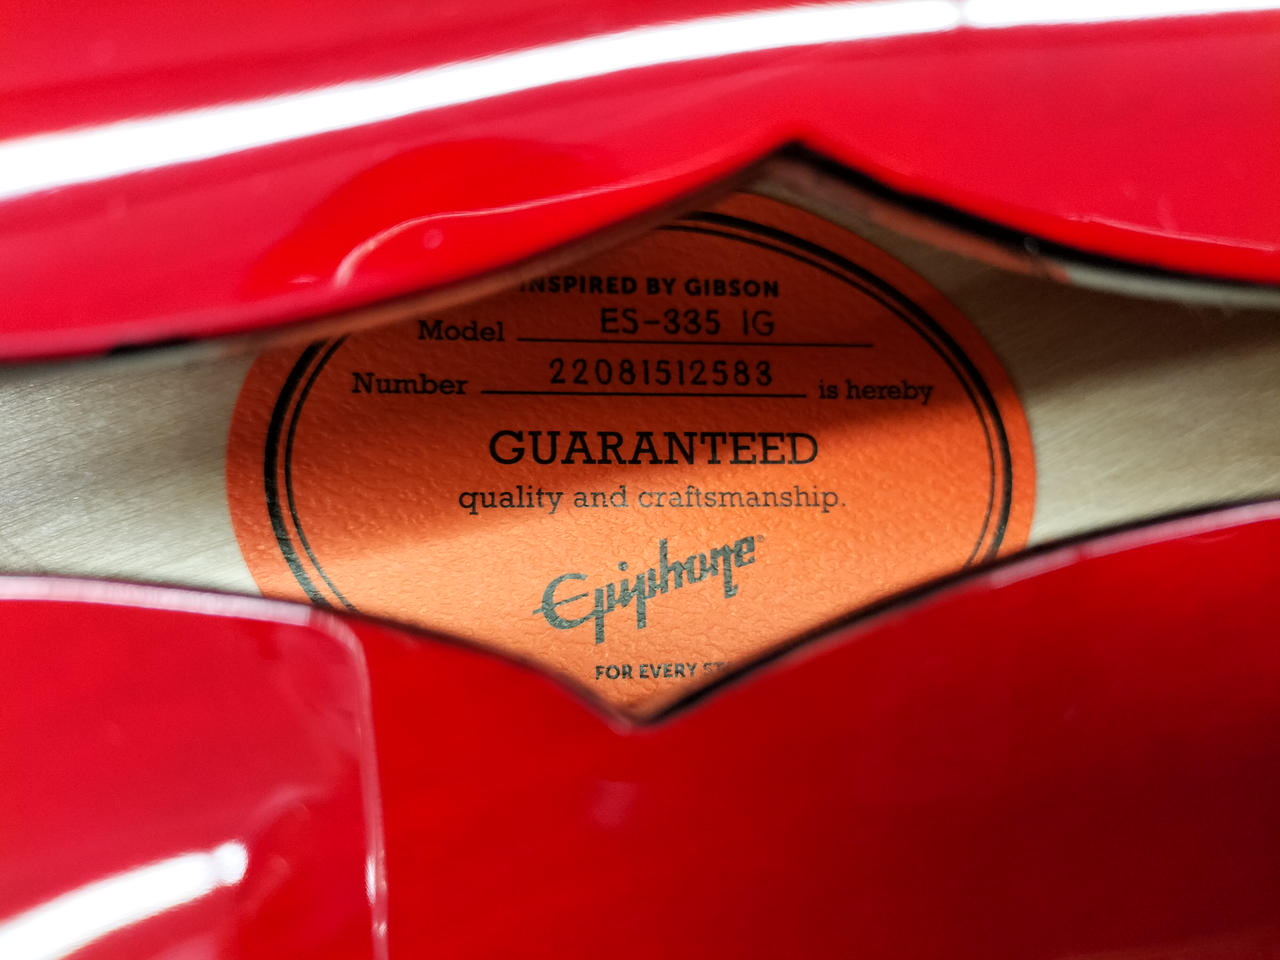 INSPIRED BY GIBSON
Model ES-335 IG
Number 22081512583 is hereby
GUARANTEED
quality and craftsmanship.
Epiphone
FOR EVERY